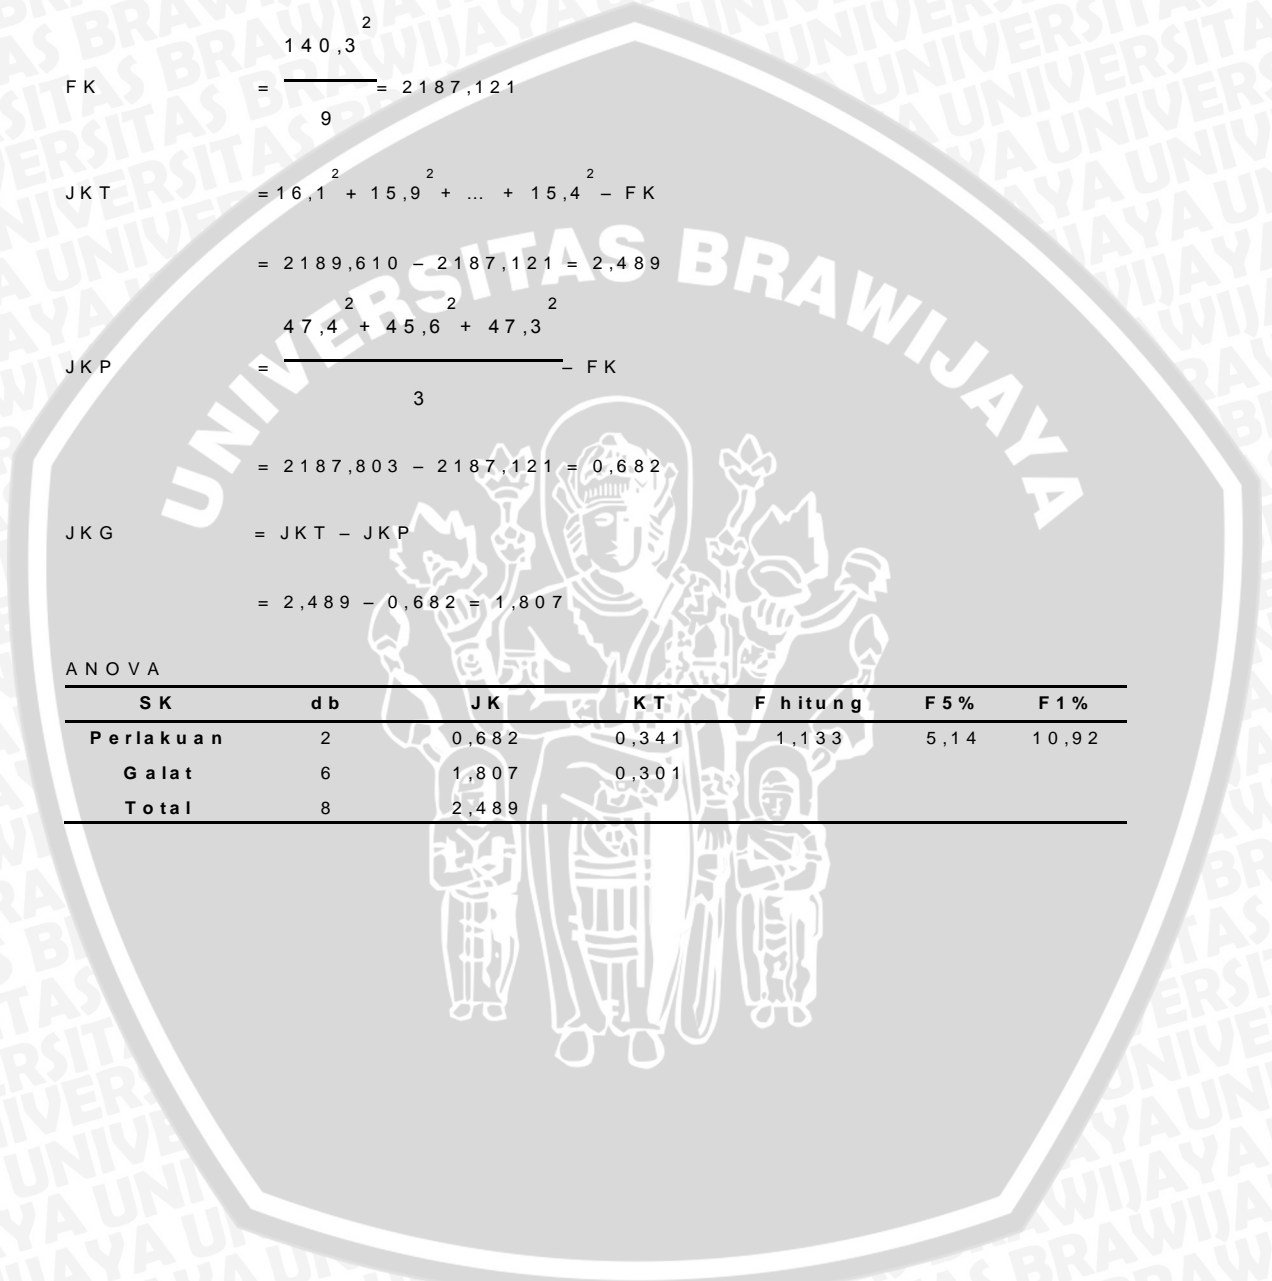 FK = 140,3² / 9 = 2187,121
JKT = 16,1² + 15,9² + ... + 15,4² – FK
= 2189,610 – 2187,121 = 2,489
JKP = 47,4² + 45,6² + 47,3² / 3 – FK
= 2187,803 – 2187,121 = 0,682
JKG = JKT – JKP
= 2,489 – 0,682 = 1,807
ANOVA
SK db JK KT F hitung F5% F1%
Perlakuan 2 0,682 0,341 1,133 5,14 10,92
Galat 6 1,807 0,301
Total 8 2,489
UNIVERSITAS BRAWIJAYA